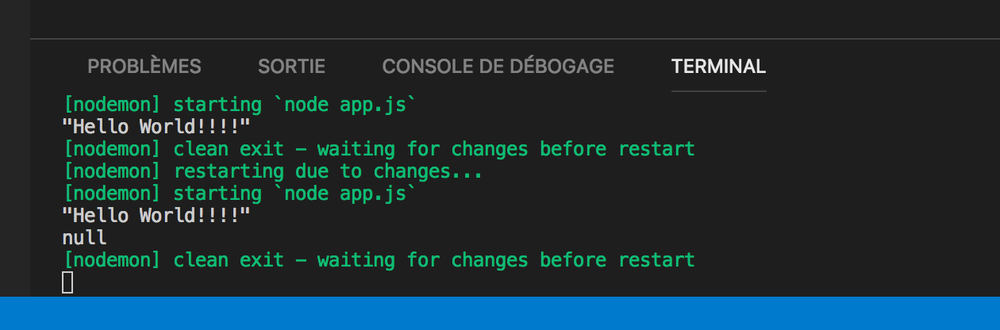 PROBLÈMES SORTIE CONSOLE DE DÉBOGAGE TERMINAL
[nodemon] starting `node app.js`
"Hello World!!!!"
[nodemon] clean exit - waiting for changes before restart
[nodemon] restarting due to changes...
[nodemon] starting `node app.js`
"Hello World!!!!"
null
[nodemon] clean exit - waiting for changes before restart